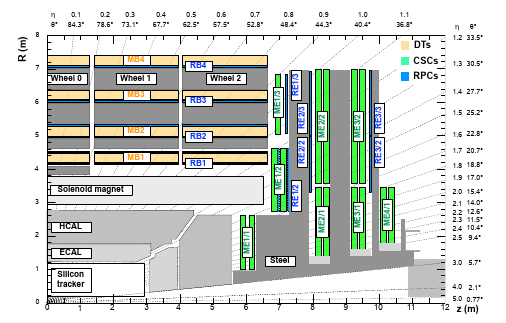 η 0.1 0.2 0.3 0.4 0.5 0.6 0.7 0.8 0.9 1.0 1.1 η θ°
θ° 84.3° 78.6° 73.1° 67.7° 62.5° 57.5° 52.8° 48.4° 44.3° 40.4° 36.8°
R (m)
8
7
6
5
4
3
2
1
0
1.2 33.5°
1.3 30.5°
1.4 27.7°
1.5 25.2°
1.6 22.8°
1.7 20.7°
1.8 18.8°
1.9 17.0°
2.0 15.4°
2.1 14.0°
2.2 12.6°
2.3 11.5°
2.4 10.4°
2.5 9.4°
3.0 5.7°
4.0 2.1°
5.0 0.77°
DTs
CSCs
RPCs
MB4
RB4
Wheel 0
Wheel 1
Wheel 2
MB3
RB3
MB2
RB2
MB1
RB1
Solenoid magnet
HCAL
ECAL
Silicon
tracker
Steel
ME1/3
ME1/2
ME1/1
RE1/3
RE1/2
RE2/3
RE2/2
ME2/2
ME2/1
ME3/2
ME3/1
RE3/3
RE3/2
ME4/1
0 1 2 3 4 5 6 7 8 9 10 11 12
z (m)